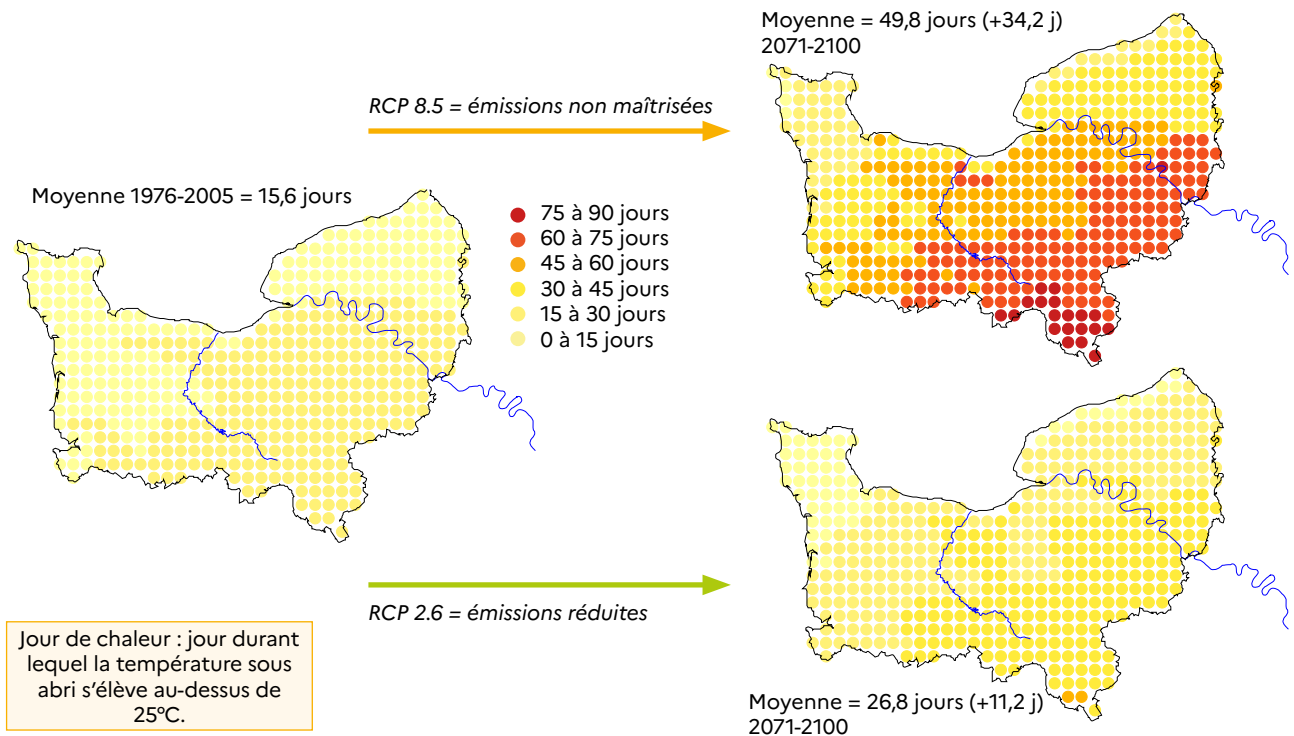 Moyenne = 49,8 jours (+34,2 j)
2071-2100
RCP 8.5 = émissions non maîtrisées
Moyenne 1976-2005 = 15,6 jours
75 à 90 jours
60 à 75 jours
45 à 60 jours
30 à 45 jours
15 à 30 jours
0 à 15 jours
RCP 2.6 = émissions réduites
Jour de chaleur : jour durant
lequel la température sous
abri s’élève au-dessus de
25°C.
Moyenne = 26,8 jours (+11,2 j)
2071-2100